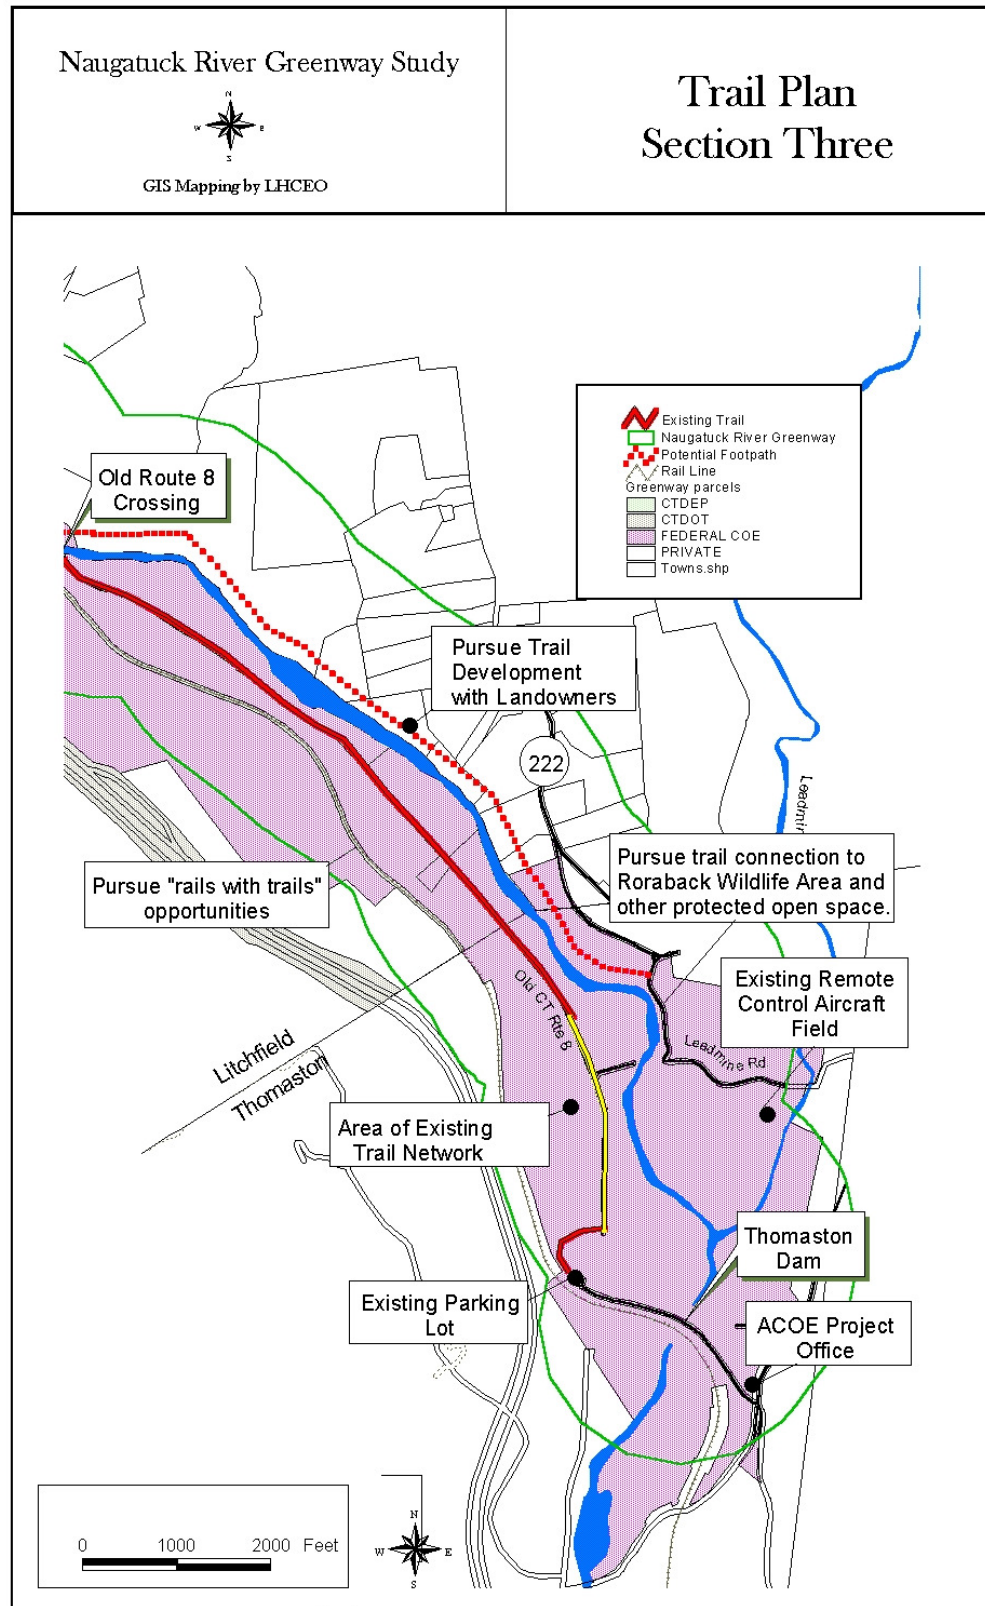 Naugatuck River Greenway Study
N
W E
S
GIS Mapping by LHCEO
Trail Plan
Section Three
Existing Trail
Naugatuck River Greenway
Potential Footpath
Rail Line
Greenway parcels
CTDEP
CTDOT
FEDERAL COE
PRIVATE
Towns.shp
Old Route 8
Crossing
Pursue Trail
Development
with Landowners
222
Leadmin
Pursue "rails with trails"
opportunities
Pursue trail connection to
Roraback Wildlife Area and
other protected open space.
Existing Remote
Control Aircraft
Field
Old CT Rte 8
Leadmine Rd
Litchfield
Thomaston
Area of Existing
Trail Network
Thomaston
Dam
Existing Parking
Lot
ACOE Project
Office
0 1000 2000 Feet
N
W E
S